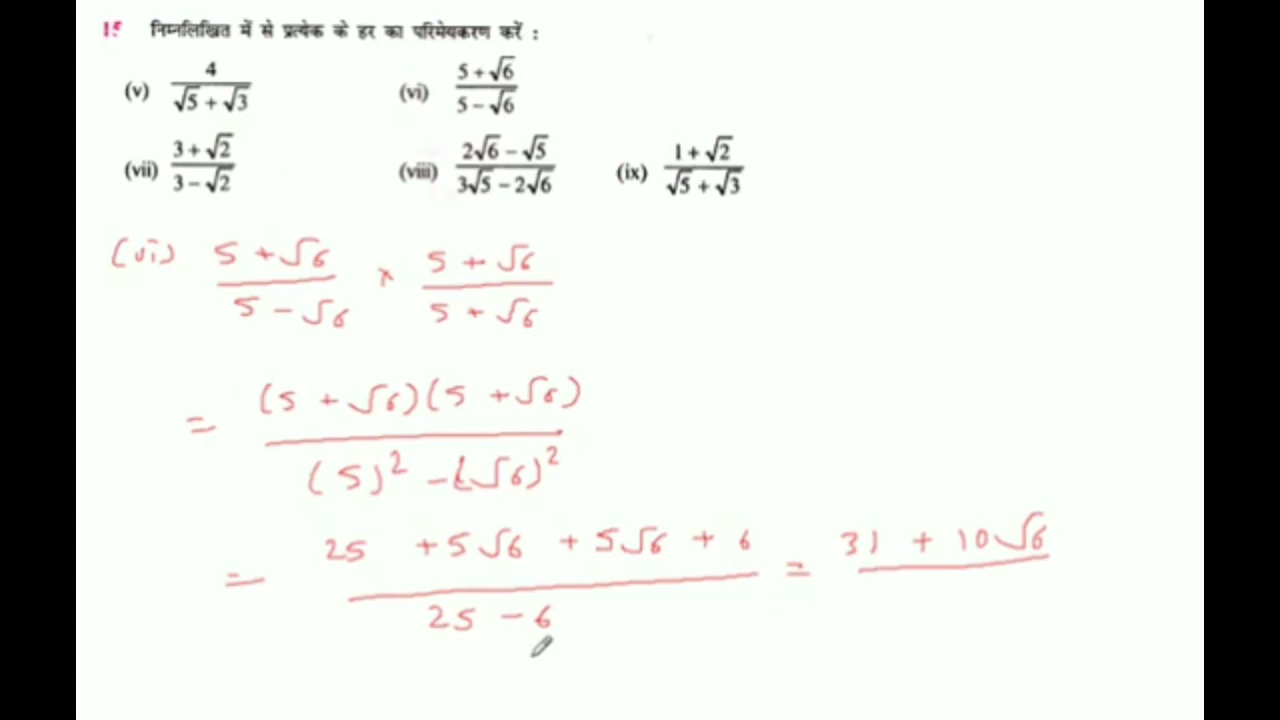 15 निम्नलिखित में से प्रत्येक के हर का परिमेयकरण करें :
(v) 4/(√5 + √3) (vi) (5 + √6)/(5 − √6)
(vii) (3 + √2)/(3 − √2) (viii) (2√6 − √5)/(3√5 − 2√6) (ix) (1 + √2)/(√5 + √3)
(vi) (5 + √6)/(5 − √6) × (5 + √6)/(5 + √6)
= (5 + √6)(5 + √6)/((5)² − (√6)²)
= (25 + 5√6 + 5√6 + 6)/(25 − 6) = 31 + 10√6